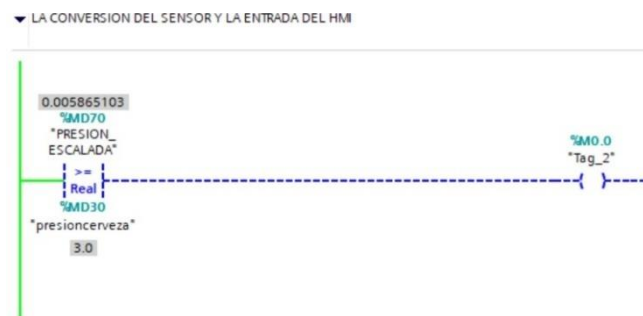 LA CONVERSION DEL SENSOR Y LA ENTRADA DEL HMI
0.005865103
%MD70
"PRESION_
ESCALADA"
%M0.0
"Tag_2"
>=
Real
%MD30
"presioncerveza"
3.0